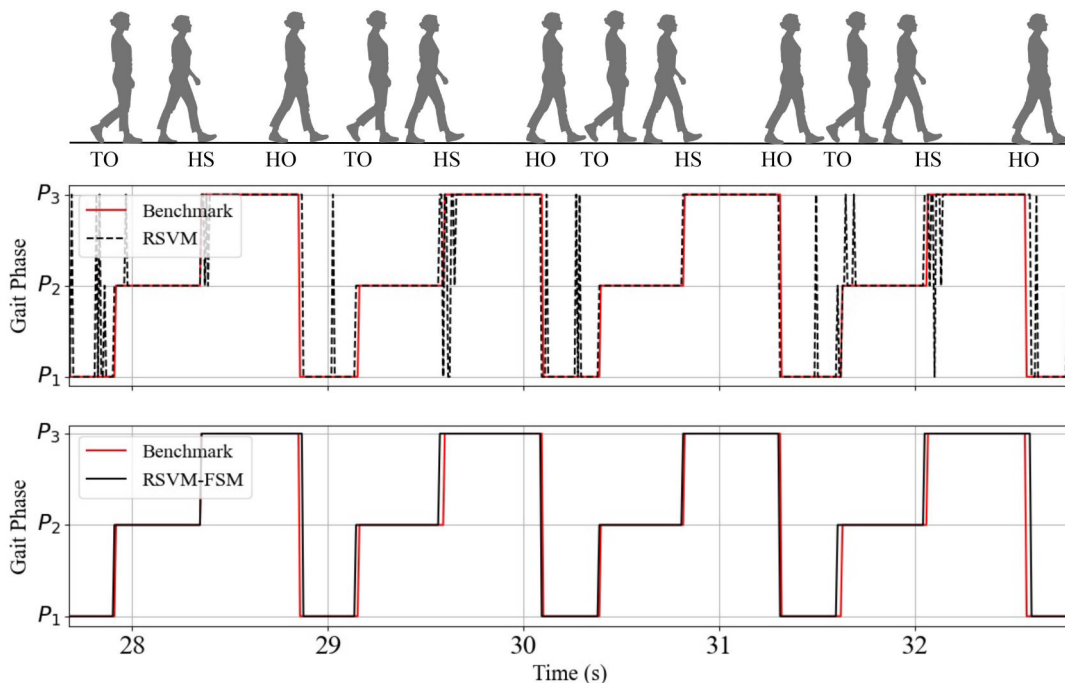 TO HS HO TO HS HO TO HS HO TO HS HO
P3
Benchmark
RSVM
P2
P1
Gait Phase
P3
Benchmark
RSVM-FSM
P2
P1
Gait Phase
28 29 30 31 32
Time (s)